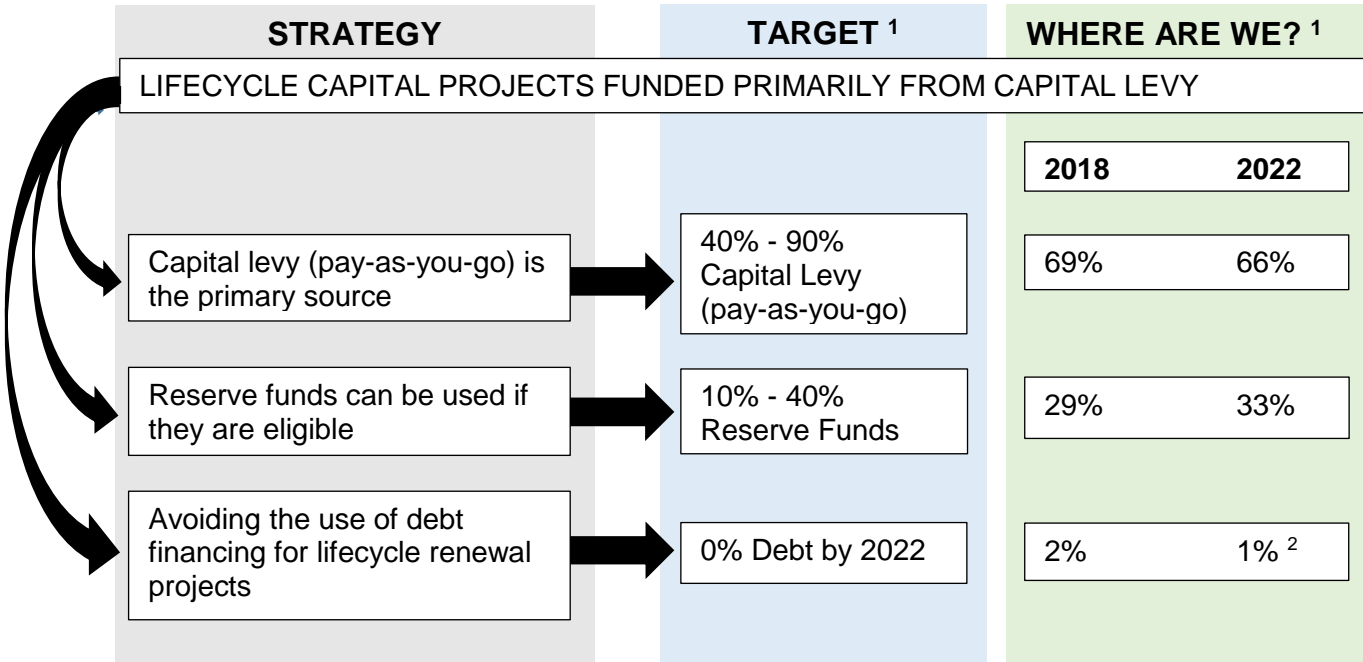 STRATEGY
TARGET 1
WHERE ARE WE? 1
LIFECYCLE CAPITAL PROJECTS FUNDED PRIMARILY FROM CAPITAL LEVY
2018 2022
Capital levy (pay-as-you-go) is
the primary source
40% - 90%
Capital Levy
(pay-as-you-go)
69% 66%
Reserve funds can be used if
they are eligible
10% - 40%
Reserve Funds
29% 33%
Avoiding the use of debt
financing for lifecycle renewal
projects
0% Debt by 2022
2% 1% 2